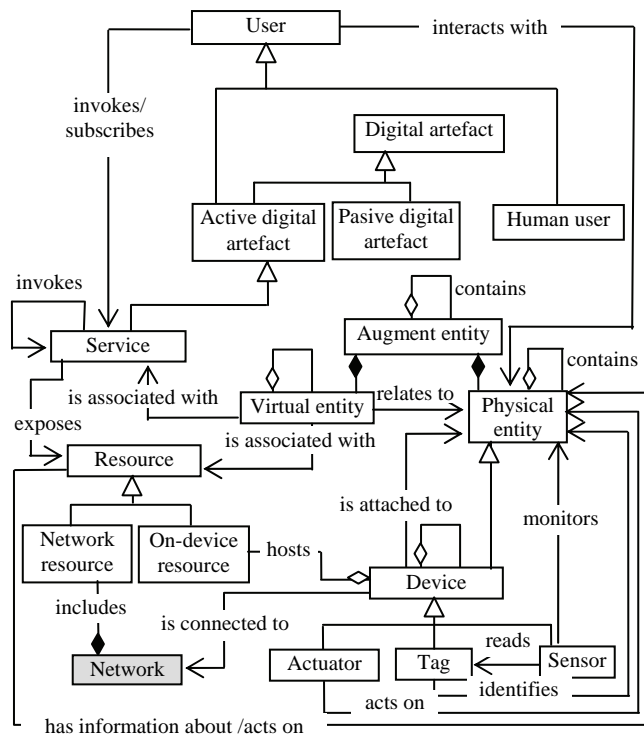 User
interacts with
invokes/
subscribes
Digital artefact
Active digital
artefact
Pasive digital
artefact
Human user
invokes
contains
Augment entity
Service
contains
is associated with
Virtual entity
relates to
Physical
entity
exposes
is associated with
Resource
is attached to
monitors
Network
resource
On-device
resource
hosts
Device
includes
is connected to
reads
Network
Actuator
Tag
Sensor
identifies
acts on
has information about /acts on